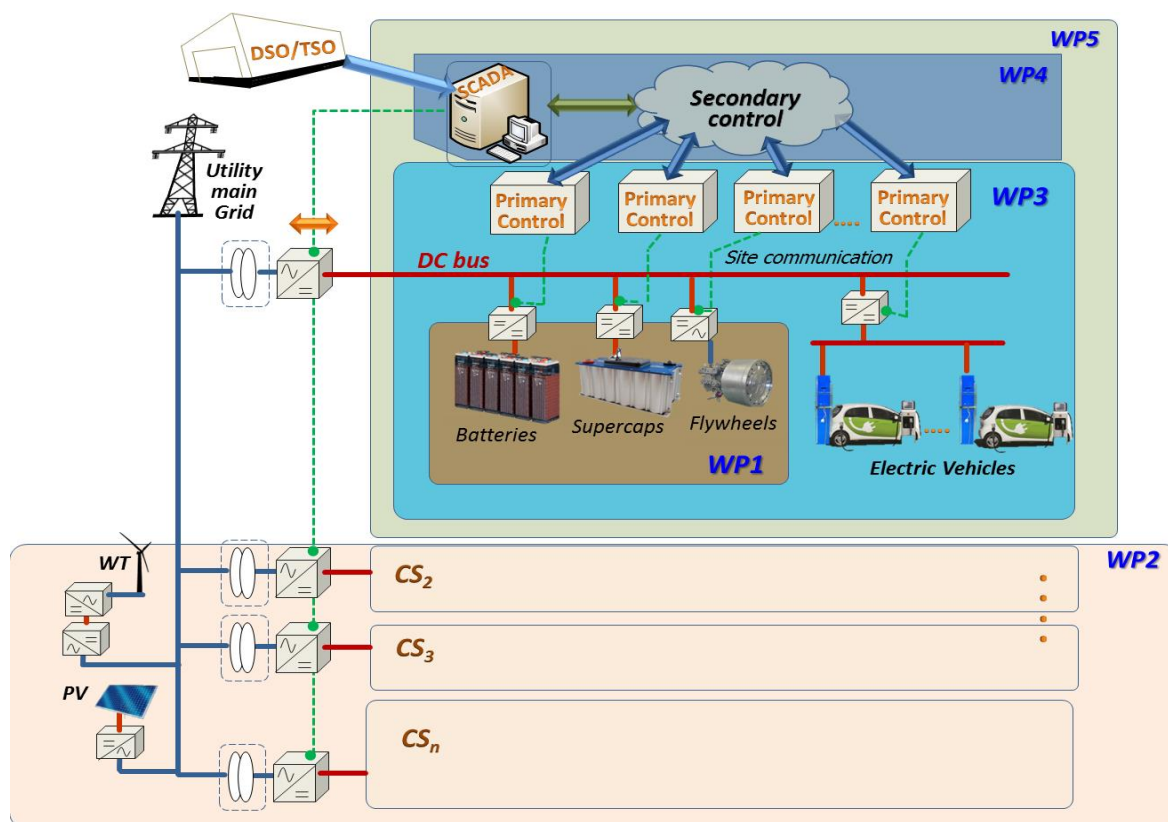 WP5
DSO/TSO
WP4
SCADA
Secondary
control
Utility
main
Grid
WP3
Primary
Control
Primary
Control
Primary
Control
Primary
Control
.....
DC bus
Site communication
Batteries
Supercaps
Flywheels
....
WP1
Electric Vehicles
WP2
WT
CS2
CS3
PV
CSn